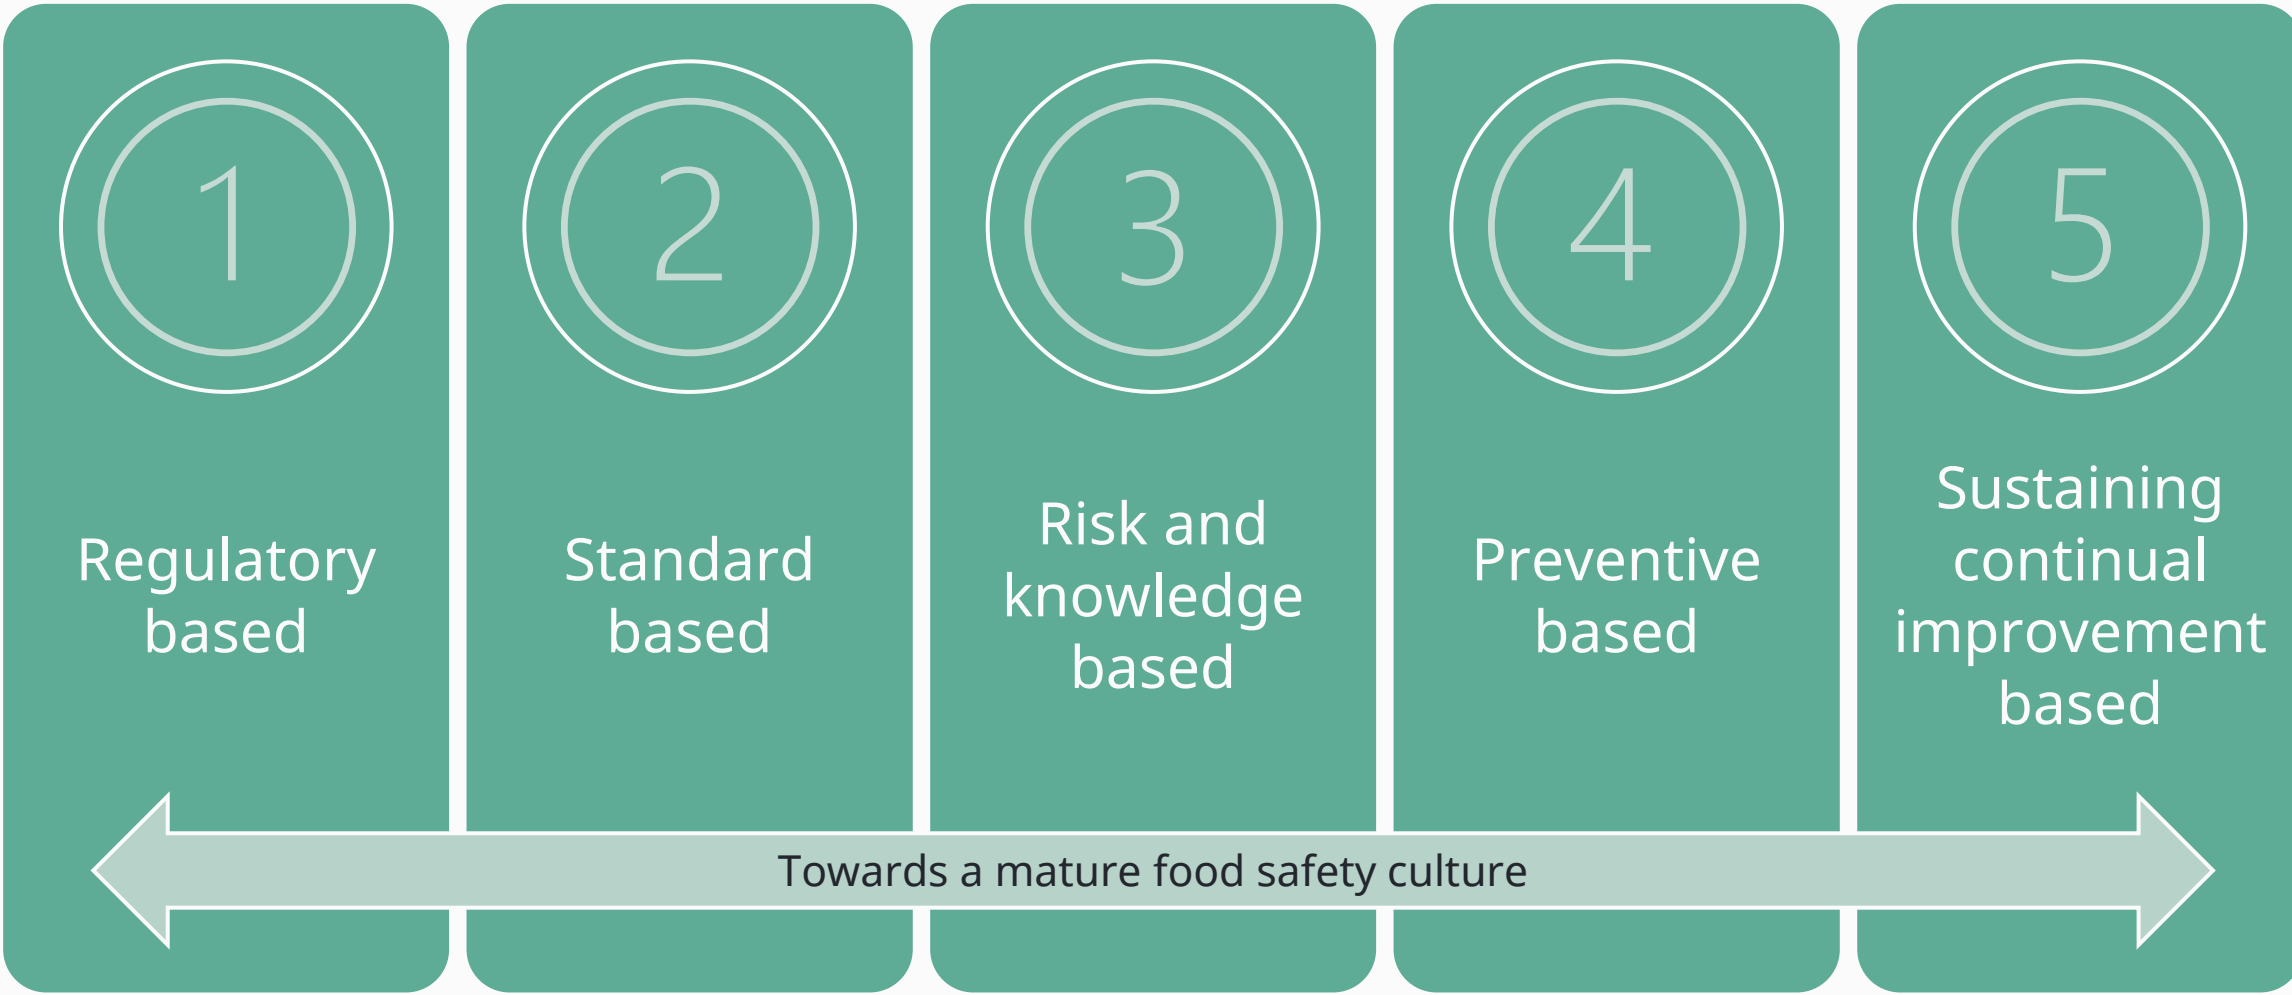 1
Regulatory
based
2
Standard
based
3
Risk and
knowledge
based
4
Preventive
based
5
Sustaining
continual
improvement
based
Towards a mature food safety culture